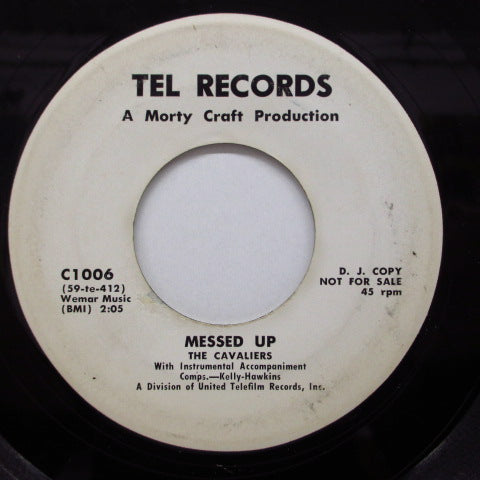 TEL RECORDS
A Morty Craft Production
C1006
(59-te-412)
Wemar Music
(BMI) 2:05
D. J. COPY
NOT FOR SALE
45 rpm
MESSED UP
THE CAVALIERS
With Instrumental Accompaniment
Comps.—Kelly-Hawkins
A Division of United Telefilm Records, Inc.